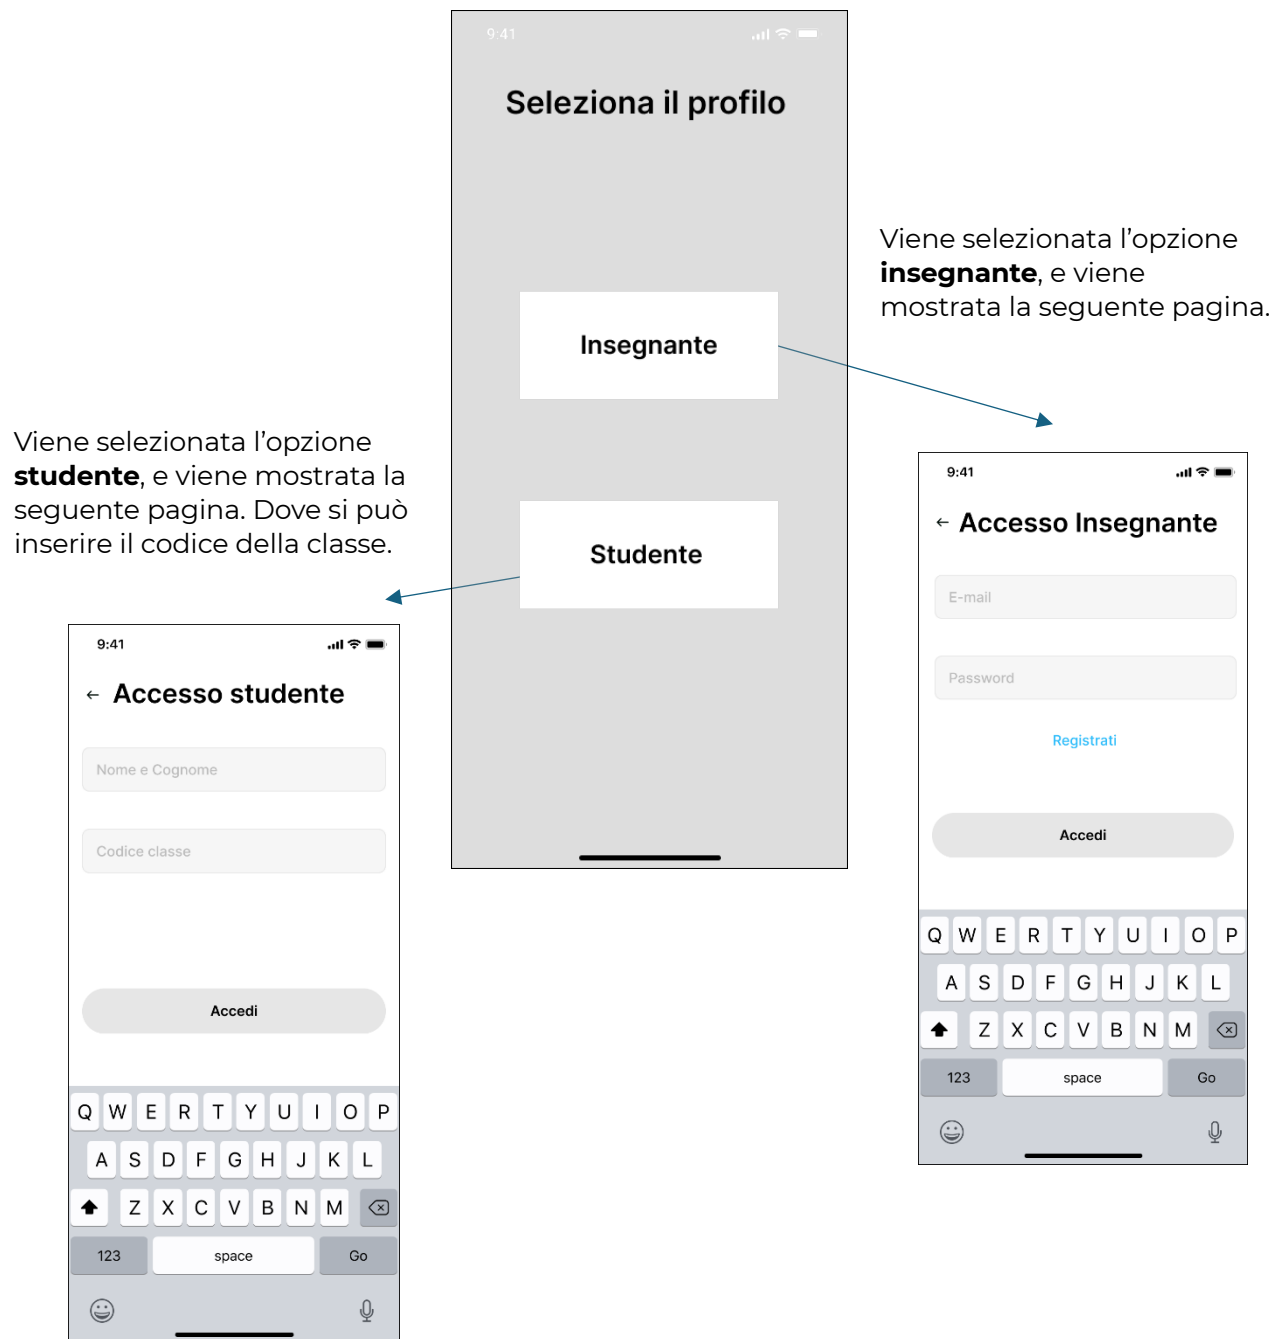 9:41
Seleziona il profilo
Insegnante
Studente
Viene selezionata l’opzione
insegnante, e viene
mostrata la seguente pagina.
Viene selezionata l’opzione
studente, e viene mostrata la
seguente pagina. Dove si può
inserire il codice della classe.
9:41
← Accesso Insegnante
E-mail
Password
Registrati
Accedi
Q W E R T Y U I O P
A S D F G H J K L
Z X C V B N M
123 space Go
9:41
← Accesso studente
Nome e Cognome
Codice classe
Accedi
Q W E R T Y U I O P
A S D F G H J K L
Z X C V B N M
123 space Go